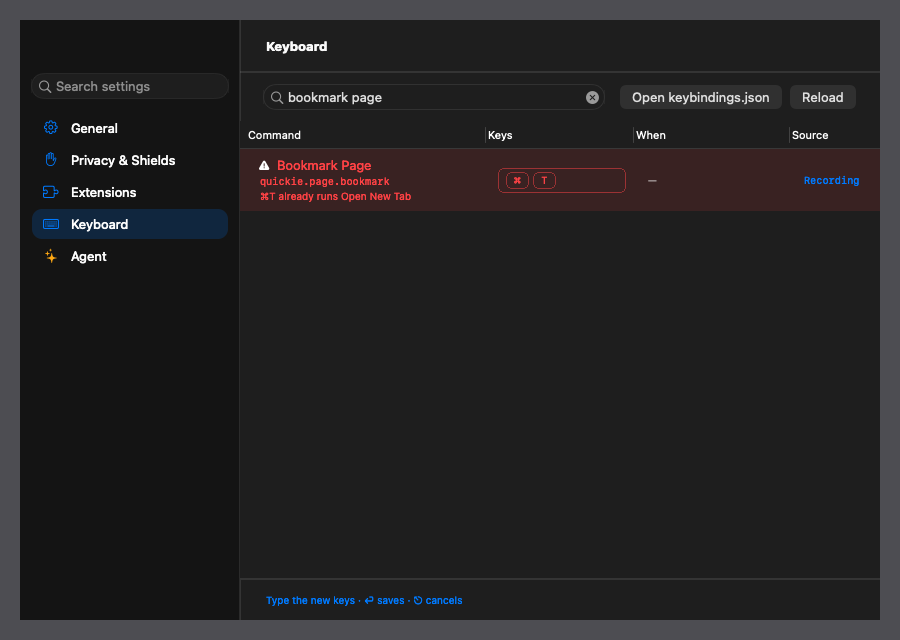 Keyboard
Search settings
General
Privacy & Shields
Extensions
Keyboard
Agent
bookmark page
Open keybindings.json
Reload
Command
Keys
When
Source
Bookmark Page
quickie.page.bookmark
⌘T already runs Open New Tab
⌘ T
—
Recording
Type the new keys · ↩ saves · ⎋ cancels